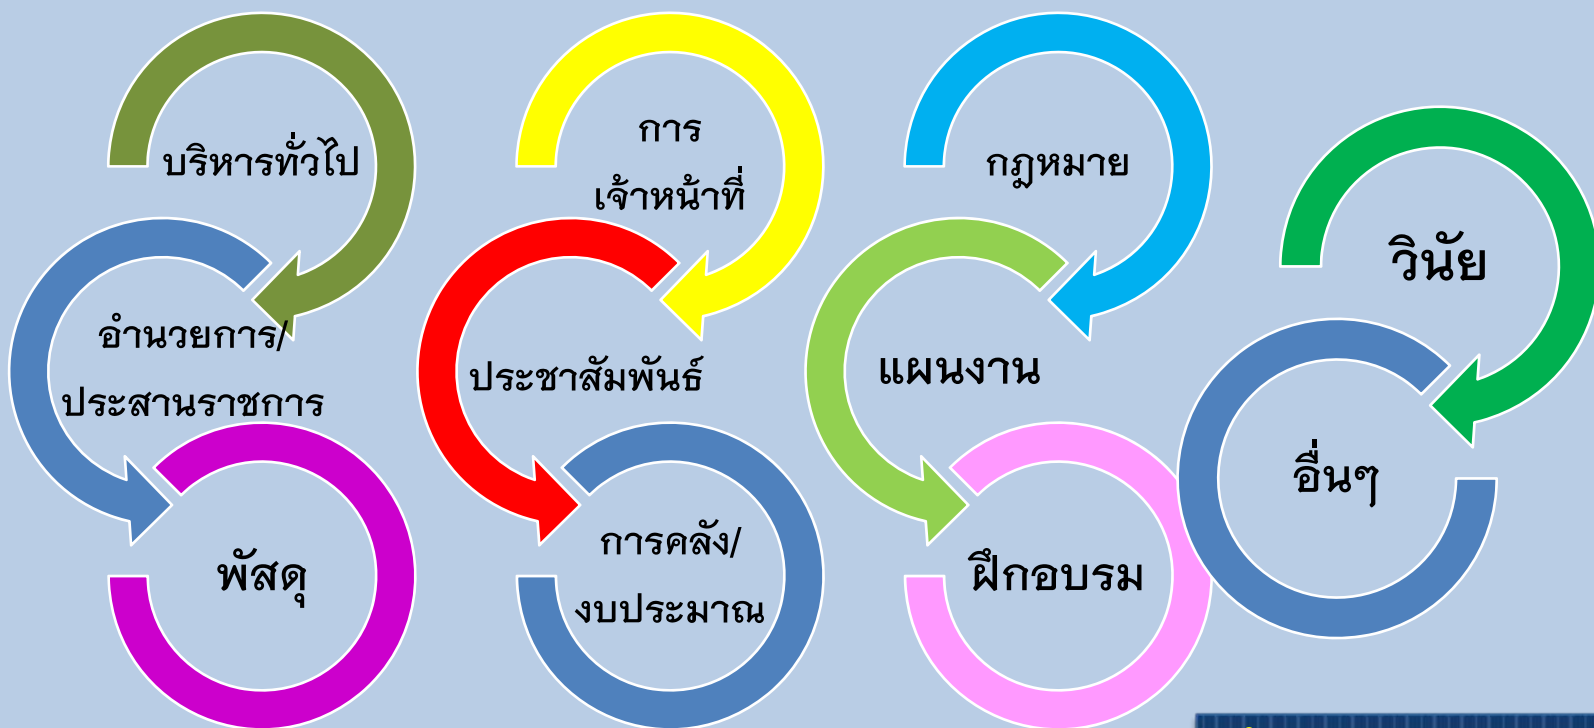 บริหารทั่วไป
อำนวยการ/
ประสานราชการ
พัสดุ
การ
เจ้าหน้าที่
ประชาสัมพันธ์
การคลัง/
งบประมาณ
กฎหมาย
แผนงาน
ฝึกอบรม
วินัย
อื่นๆ